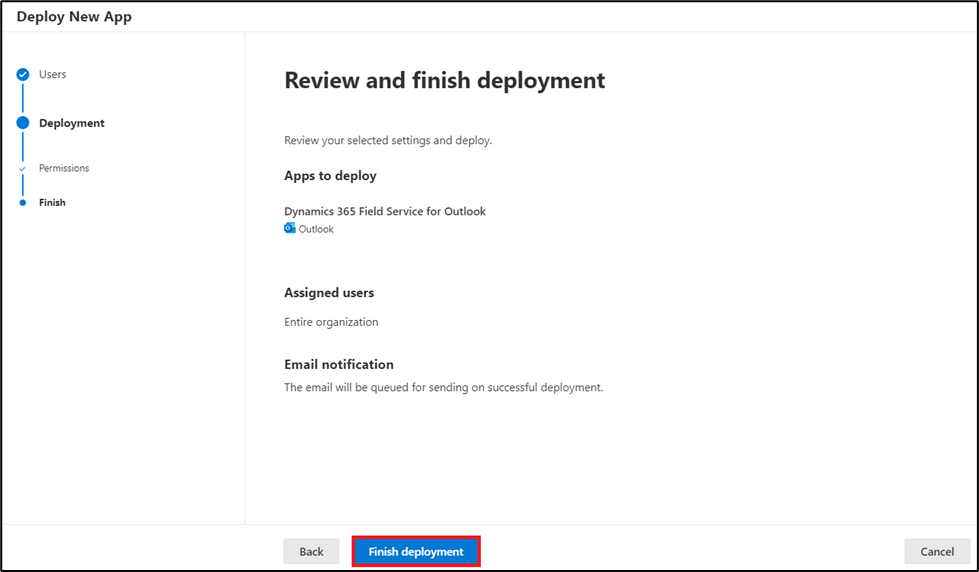 Deploy New App
Users
Deployment
Permissions
Finish
Review and finish deployment
Review your selected settings and deploy.
Apps to deploy
Dynamics 365 Field Service for Outlook
Outlook
Assigned users
Entire organization
Email notification
The email will be queued for sending on successful deployment.
Back
Finish deployment
Cancel